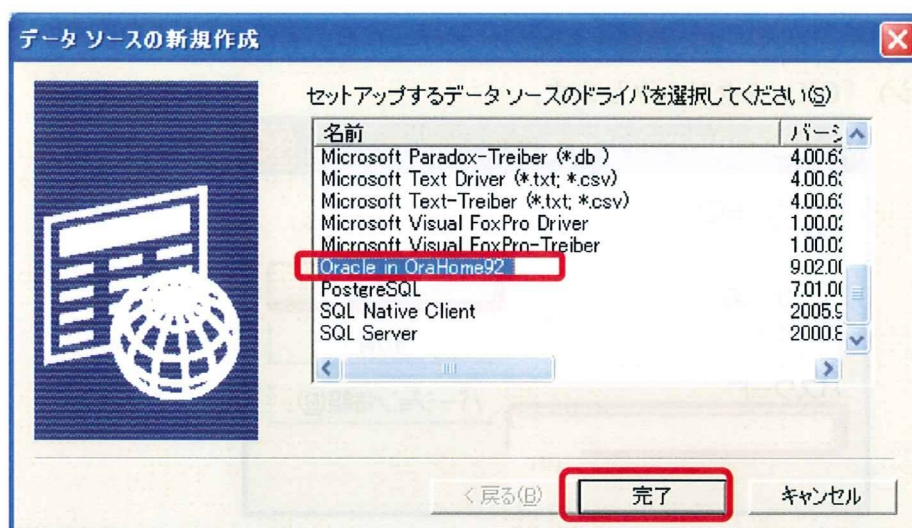 データ ソースの新規作成
セットアップするデータ ソースのドライバを選択してください(S)
名前 バージ
Microsoft Paradox-Treiber (*.db ) 4.00.6
Microsoft Text Driver (*.txt; *.csv) 4.00.6
Microsoft Text-Treiber (*.txt; *.csv) 4.00.6
Microsoft Visual FoxPro Driver 1.00.0
Microsoft Visual FoxPro-Treiber 1.00.0
Oracle in OraHome92 9.02.0
PostgreSQL 7.01.0
SQL Native Client 2005.
SQL Server 2000.
< 戻る(B) 完了 キャンセル